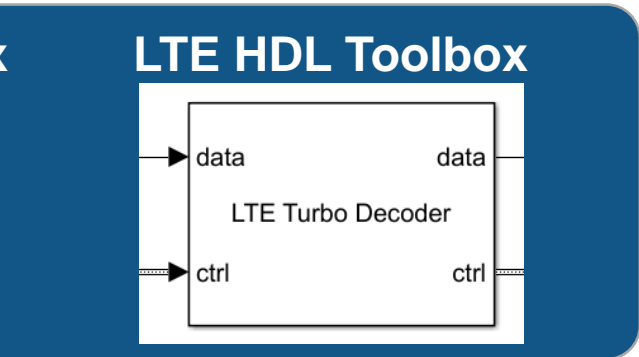 x LTE HDL Toolbox
data data
LTE Turbo Decoder
ctrl ctrl